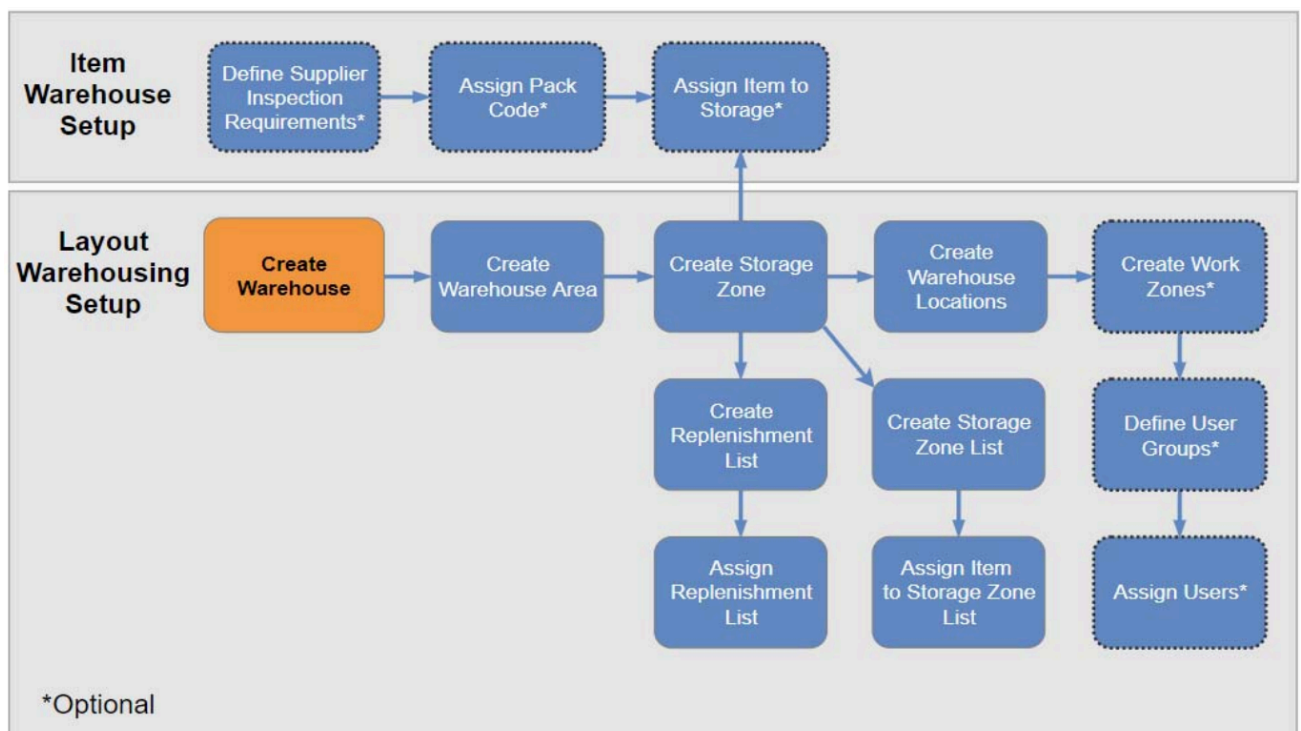 Item
Warehouse
Setup
Define Supplier
Inspection
Requirements*
Assign Pack
Code*
Assign Item to
Storage*
Layout
Warehousing
Setup
Create
Warehouse
Create
Warehouse Area
Create Storage
Zone
Create
Warehouse
Locations
Create Work
Zones*
Create
Replenishment
List
Create Storage
Zone List
Define User
Groups*
Assign
Replenishment
List
Assign Item
to Storage Zone
List
Assign Users*
*Optional